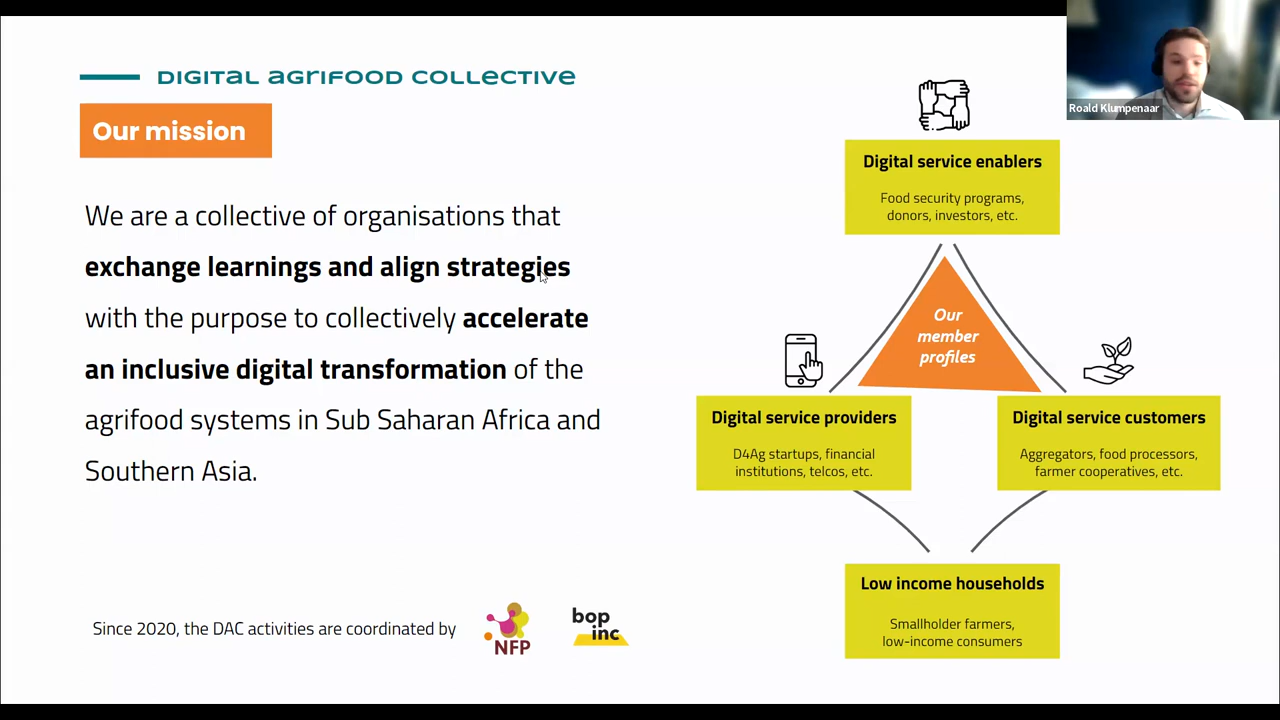 DIGITAL AGRIFOOD COLLECTIVE
Our mission
We are a collective of organisations that
exchange learnings and align strategies
with the purpose to collectively accelerate
an inclusive digital transformation of the
agrifood systems in Sub Saharan Africa and
Southern Asia.
Since 2020, the DAC activities are coordinated by
NFP
bop
inc
Roald Klumpenaar
Digital service enablers
Food security programs,
donors, investors, etc.
Our
member
profiles
Digital service providers
D4Ag startups, financial
institutions, telcos, etc.
Digital service customers
Aggregators, food processors,
farmer cooperatives, etc.
Low income households
Smallholder farmers,
low-income consumers